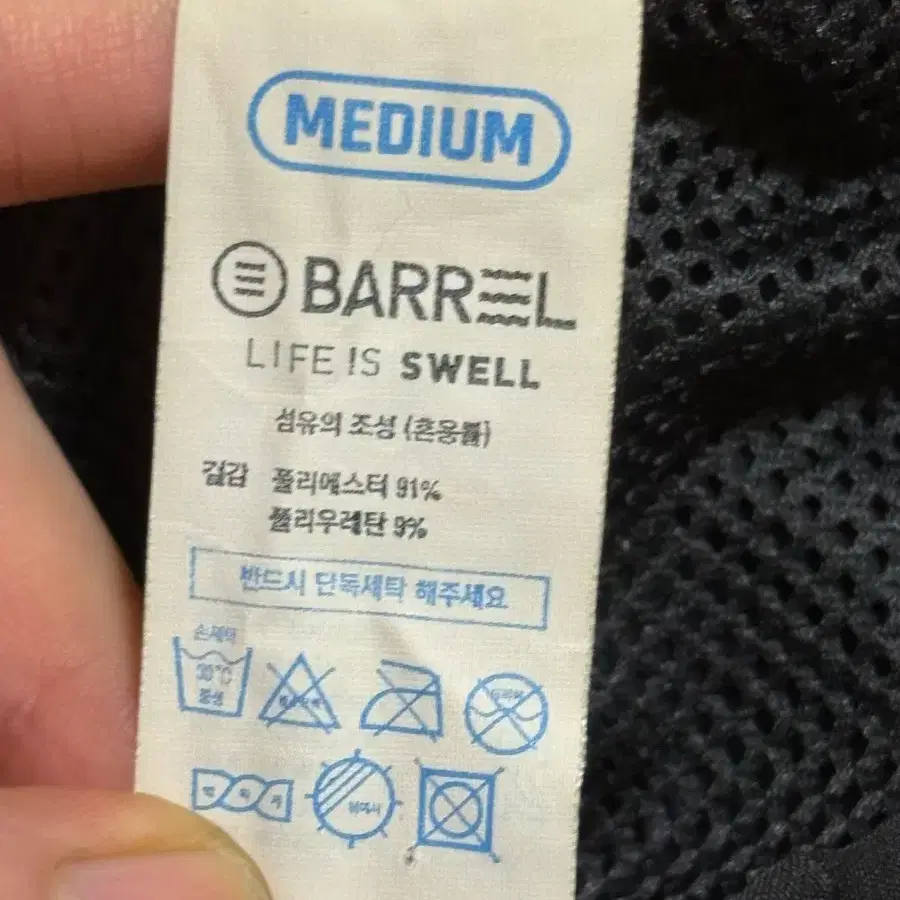 MEDIUM
BARREL
LIFE IS SWELL
섬유의 조성 (혼용률)
겉감 폴리에스터 91%
폴리우레탄 9%
반드시 단독세탁 해주세요
손세탁
30°C
중성